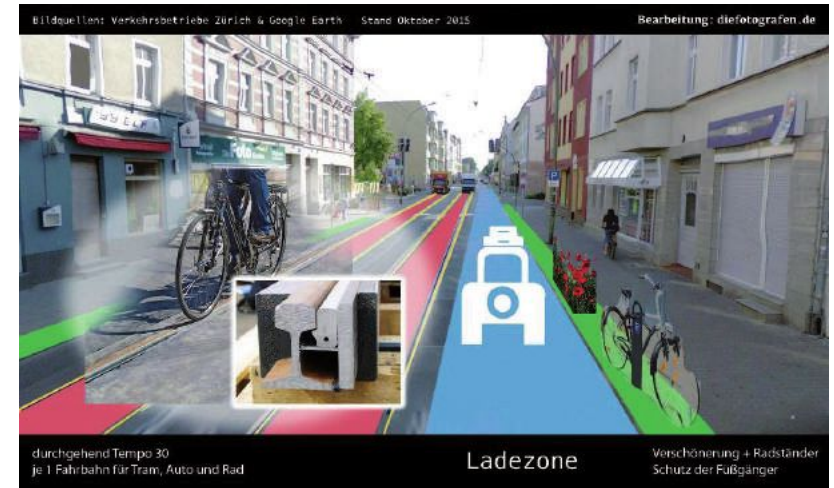 Bildquellen: Verkehrsbetriebe Zürich & Google Earth Stand Oktober 2015
Bearbeitung: diefotografen.de
Foto
P
durchgehend Tempo 30
je 1 Fahrbahn für Tram, Auto und Rad
Ladezone
Verschönerung + Radständer
Schutz der Fußgänger